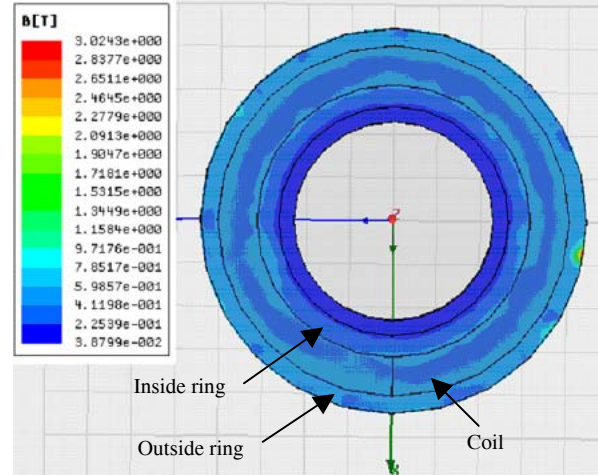 B[T]
3.0243e+000
2.8377e+000
2.6511e+000
2.4645e+000
2.2779e+000
2.0913e+000
1.9047e+000
1.7181e+000
1.5315e+000
1.3449e+000
1.1584e+000
9.7176e-001
7.8517e-001
5.9857e-001
4.1198e-001
2.2539e-001
3.8799e-002
Inside ring
Outside ring
Coil